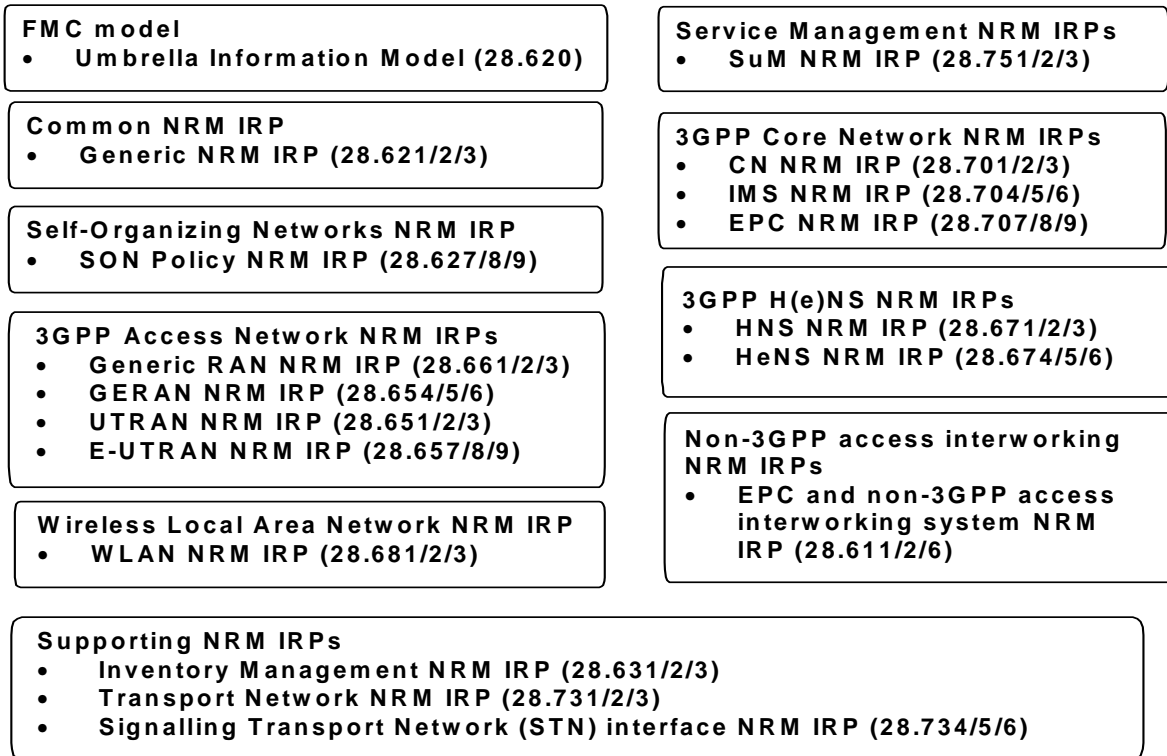 FMC model
• Umbrella Information Model (28.620)
Common NRM IRP
• Generic NRM IRP (28.621/2/3)
Self-Organizing Networks NRM IRP
• SON Policy NRM IRP (28.627/8/9)
3GPP Access Network NRM IRPs
• Generic RAN NRM IRP (28.661/2/3)
• GERAN NRM IRP (28.654/5/6)
• UTRAN NRM IRP (28.651/2/3)
• E-UTRAN NRM IRP (28.657/8/9)
Wireless Local Area Network NRM IRP
• WLAN NRM IRP (28.681/2/3)
Service Management NRM IRPs
• SuM NRM IRP (28.751/2/3)
3GPP Core Network NRM IRPs
• CN NRM IRP (28.701/2/3)
• IMS NRM IRP (28.704/5/6)
• EPC NRM IRP (28.707/8/9)
3GPP H(e)NS NRM IRPs
• HNS NRM IRP (28.671/2/3)
• HeNS NRM IRP (28.674/5/6)
Non-3GPP access interworking
NRM IRPs
• EPC and non-3GPP access
interworking system NRM
IRP (28.611/2/6)
Supporting NRM IRPs
• Inventory Management NRM IRP (28.631/2/3)
• Transport Network NRM IRP (28.731/2/3)
• Signalling Transport Network (STN) interface NRM IRP (28.734/5/6)